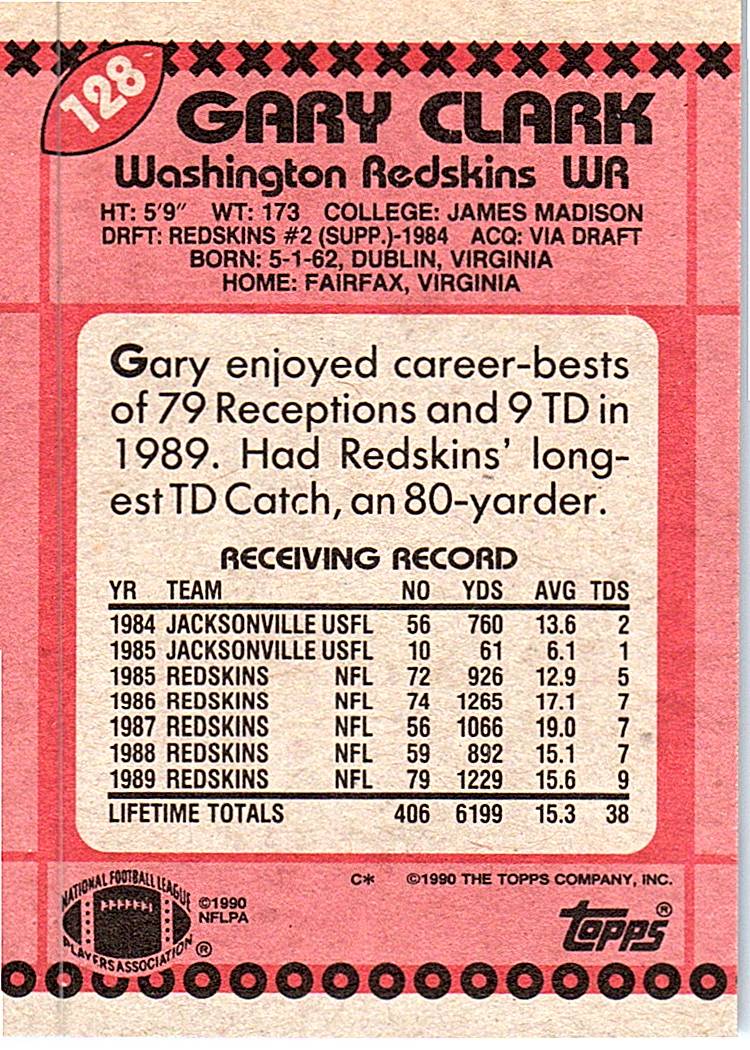 128
GARY CLARK
Washington Redskins WR
HT: 5'9" WT: 173 COLLEGE: JAMES MADISON
DRFT: REDSKINS #2 (SUPP.)-1984 ACQ: VIA DRAFT
BORN: 5-1-62, DUBLIN, VIRGINIA
HOME: FAIRFAX, VIRGINIA
Gary enjoyed career-bests
of 79 Receptions and 9 TD in
1989. Had Redskins' long-
est TD Catch, an 80-yarder.
RECEIVING RECORD
YR TEAM NO YDS AVG TDS
1984 JACKSONVILLE USFL 56 760 13.6 2
1985 JACKSONVILLE USFL 10 61 6.1 1
1985 REDSKINS NFL 72 926 12.9 5
1986 REDSKINS NFL 74 1265 17.1 7
1987 REDSKINS NFL 56 1066 19.0 7
1988 REDSKINS NFL 59 892 15.1 7
1989 REDSKINS NFL 79 1229 15.6 9
LIFETIME TOTALS 406 6199 15.3 38
C* ©1990 THE TOPPS COMPANY, INC.
NATIONAL FOOTBALL LEAGUE
PLAYERS ASSOCIATION ®
©1990
NFLPA
topps®